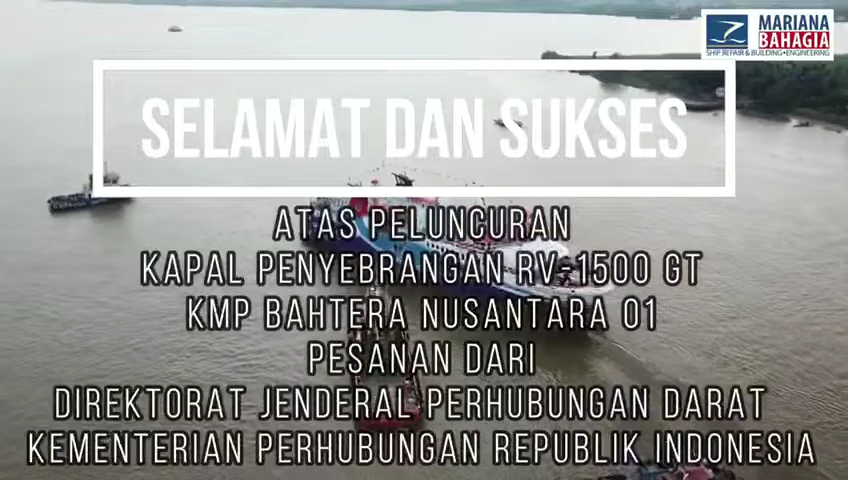 MARIANA
BAHAGIA
SHIP REPAIR & BUILDING•ENGINEERING
SELAMAT DAN SUKSES
ATAS PELUNCURAN
KAPAL PENYEBRANGAN RV-1500 GT
KMP BAHTERA NUSANTARA 01
PESANAN DARI
DIREKTORAT JENDERAL PERHUBUNGAN DARAT
KEMENTERIAN PERHUBUNGAN REPUBLIK INDONESIA